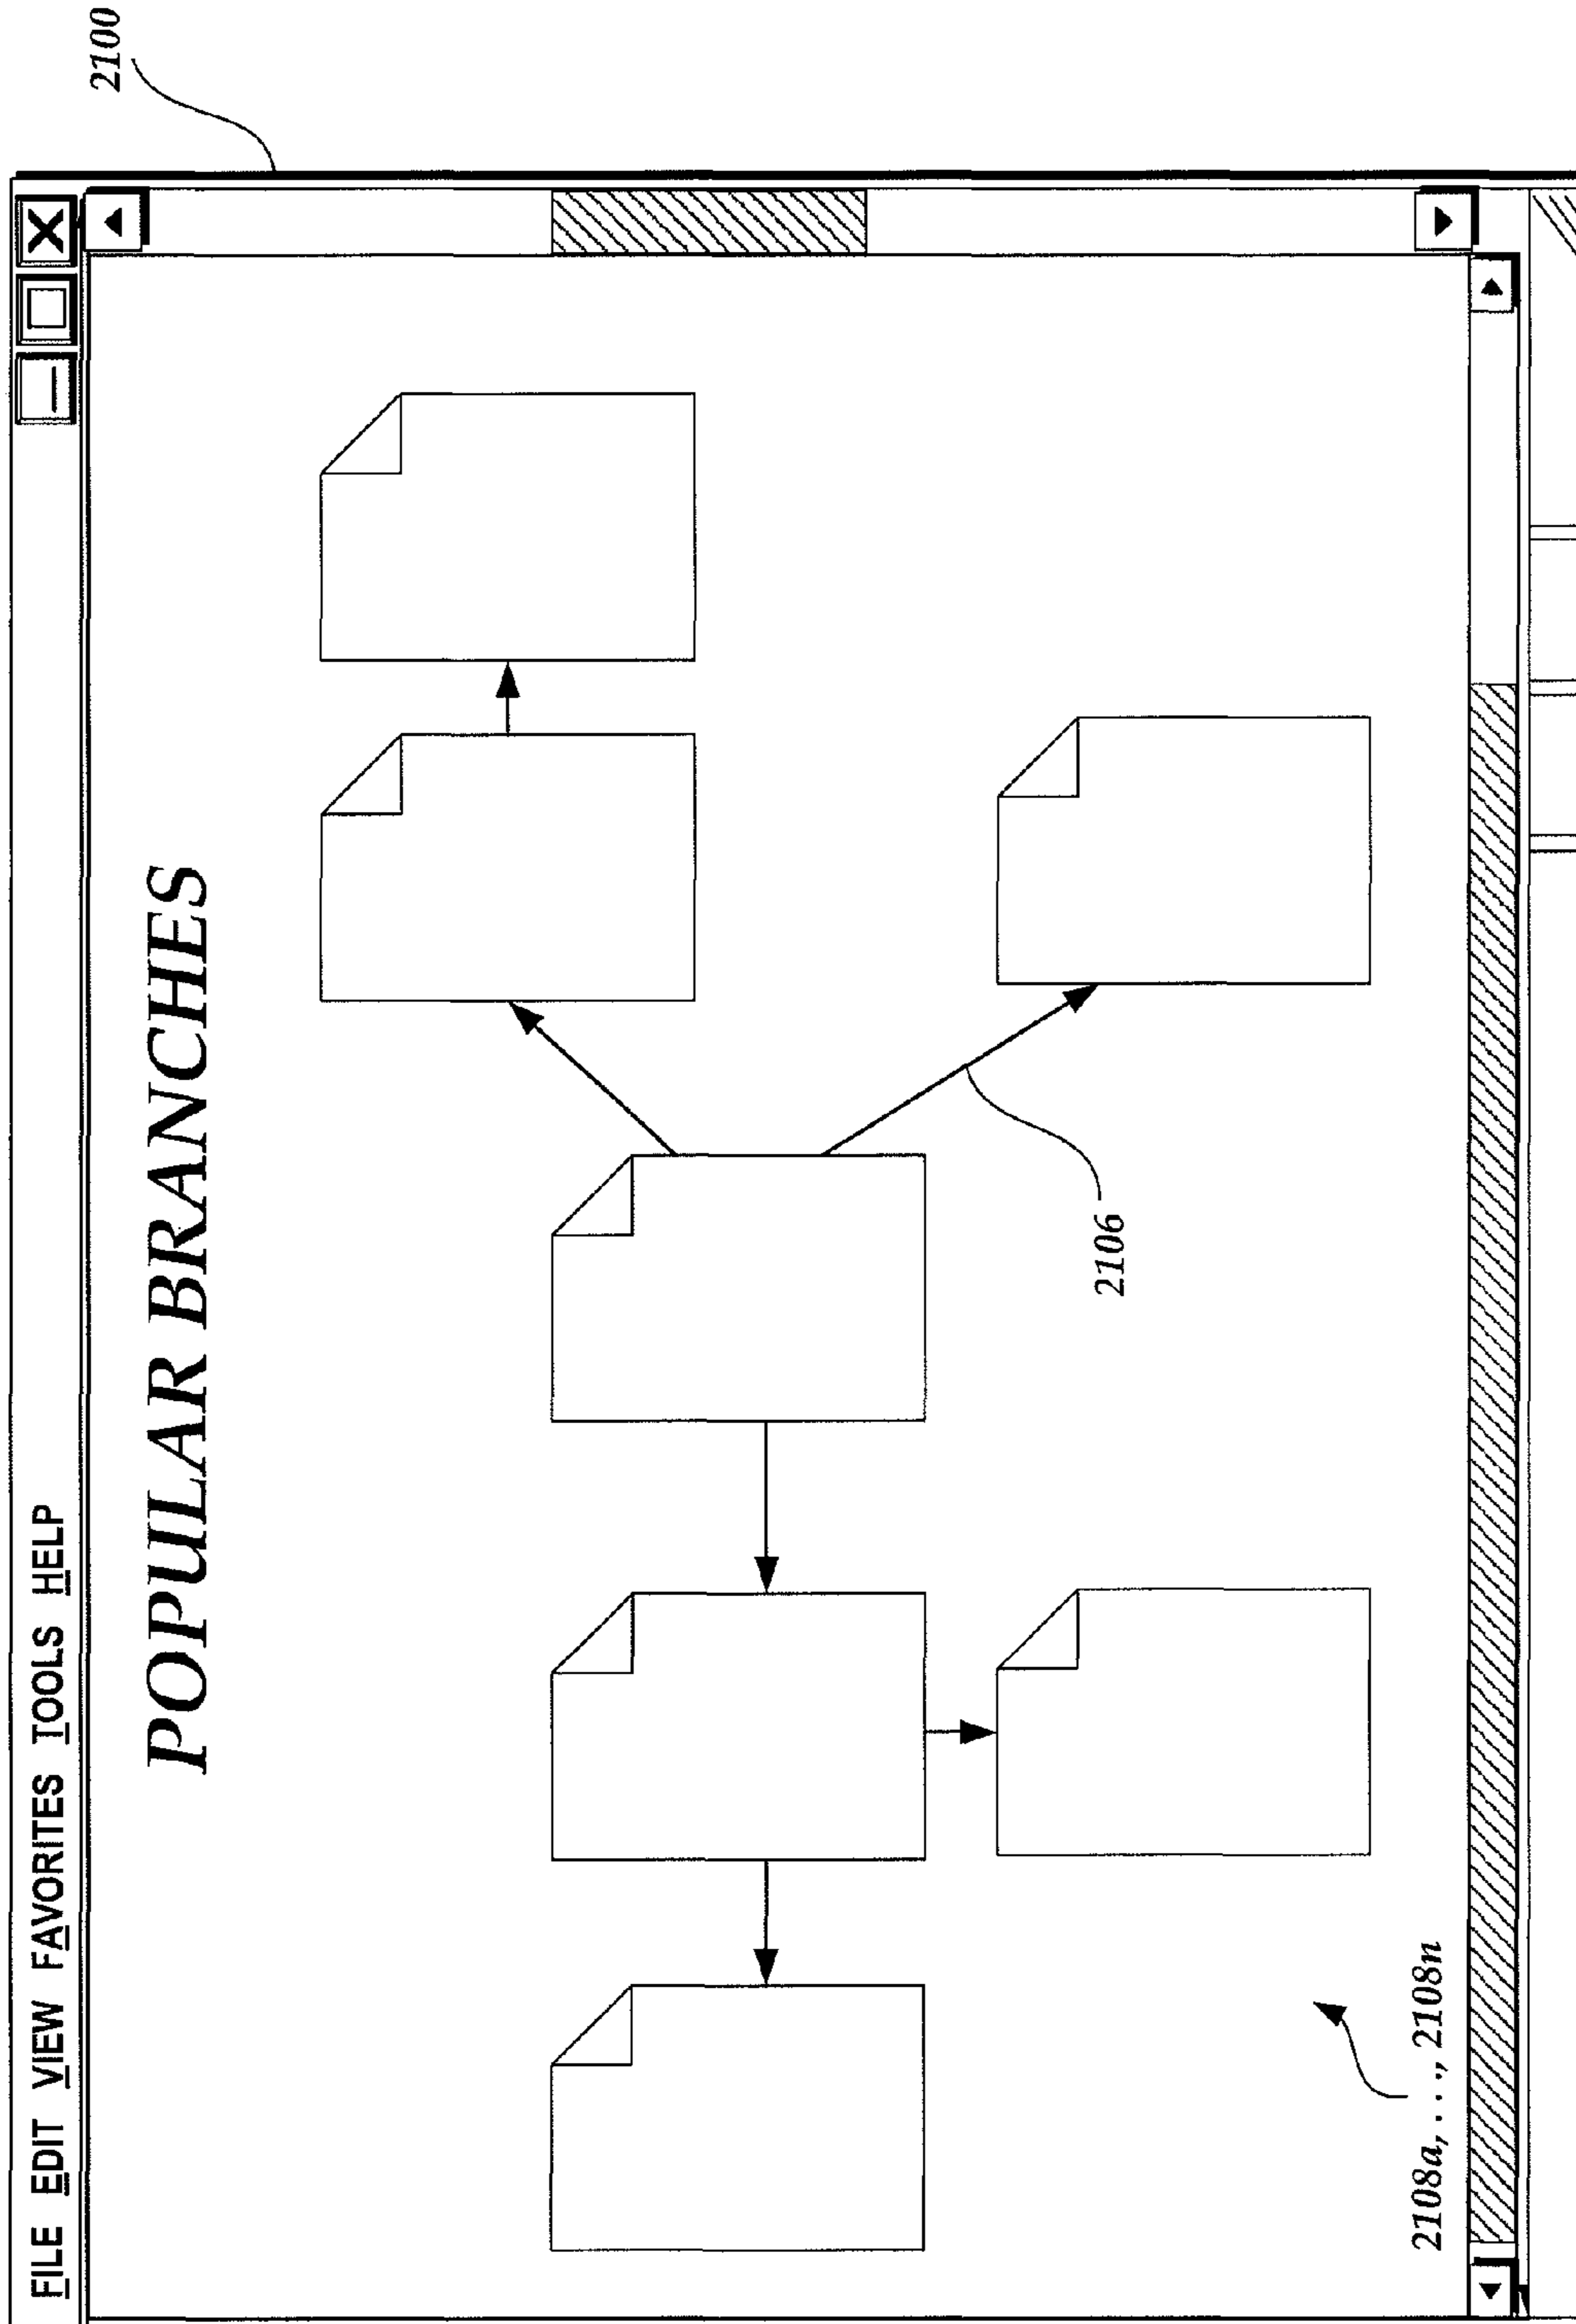 2100
FILE EDIT VIEW FAVORITES TOOLS HELP
POPULAR BRANCHES
2106
2108a, . . ., 2108n